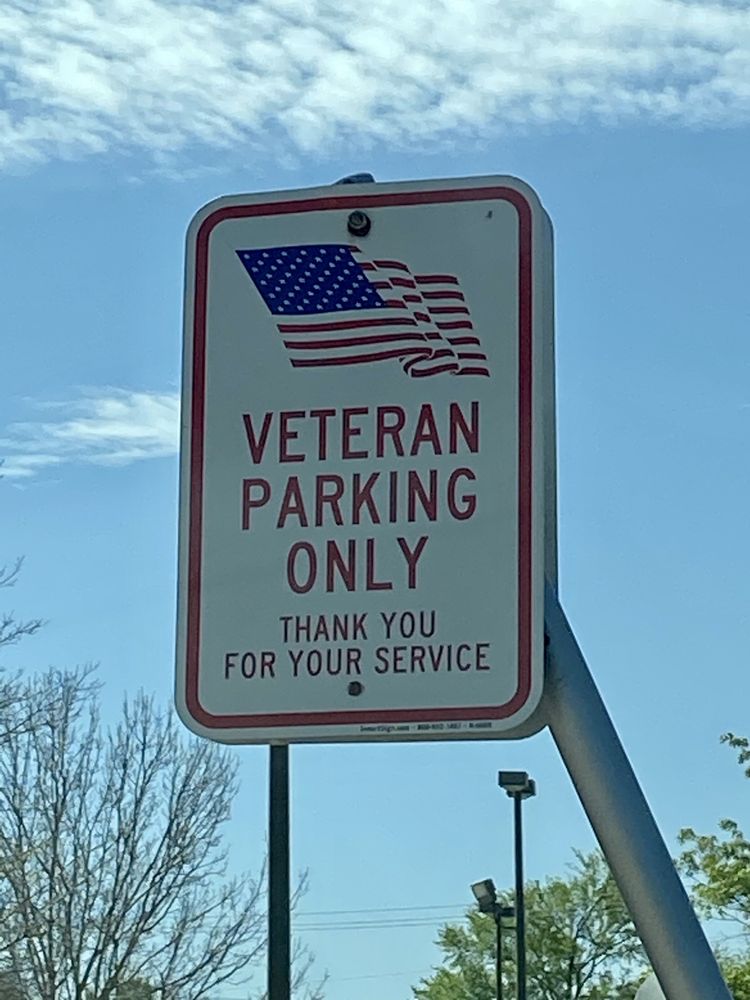 VETERAN
PARKING
ONLY
THANK YOU
FOR YOUR SERVICE